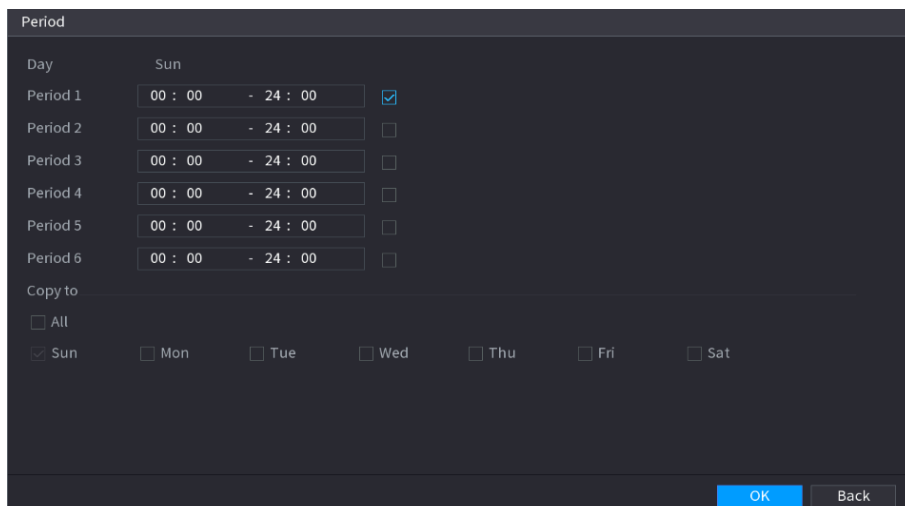 Period
Day Sun
Period 1 00 : 00 - 24 : 00
Period 2 00 : 00 - 24 : 00
Period 3 00 : 00 - 24 : 00
Period 4 00 : 00 - 24 : 00
Period 5 00 : 00 - 24 : 00
Period 6 00 : 00 - 24 : 00
Copy to
All
Sun Mon Tue Wed Thu Fri Sat
OK Back